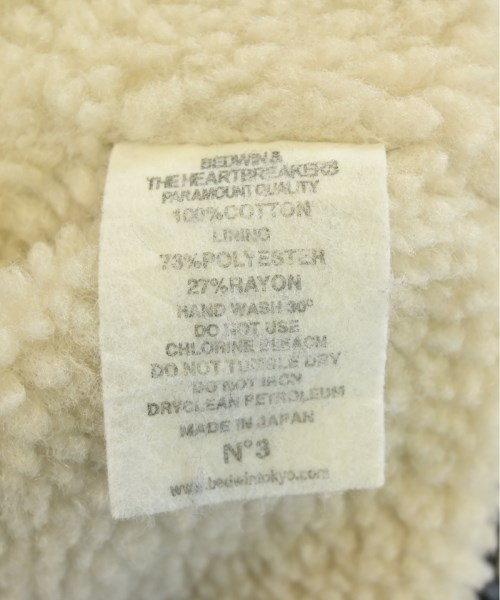 BEDWIN &
THE HEARTBREAKERS
PARAMOUNT QUALITY
100%COTTON
LINING
73%POLYESTER
27%RAYON
HAND WASH 30°
DO NOT USE
CHLORINE BLEACH
DO NOT TUMBLE DRY
DO NOT IRON
DRYCLEAN PETROLEUM
MADE IN JAPAN
N°3
www.bedwintokyo.com